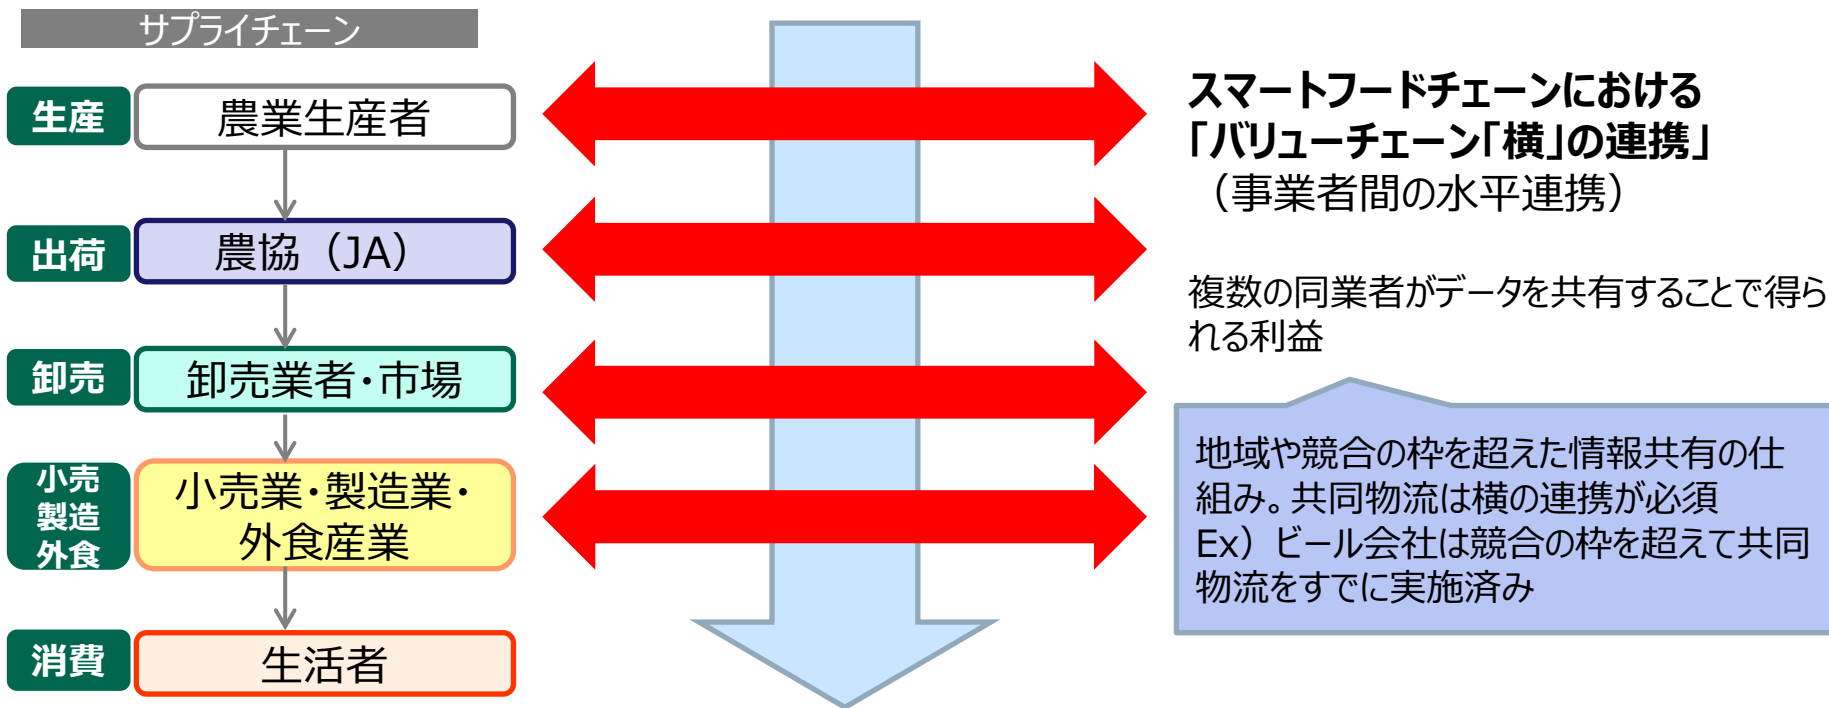 サプライチェーン
生産
農業生産者
出荷
農協（JA）
卸売
卸売業者・市場
小売
製造
外食
小売業・製造業・
外食産業
消費
生活者
スマートフードチェーンにおける
「バリューチェーン「横」の連携」
（事業者間の水平連携）
複数の同業者がデータを共有することで得ら
れる利益
地域や競合の枠を超えた情報共有の仕
組み。共同物流は横の連携が必須
Ex）ビール会社は競合の枠を超えて共同
物流をすでに実施済み